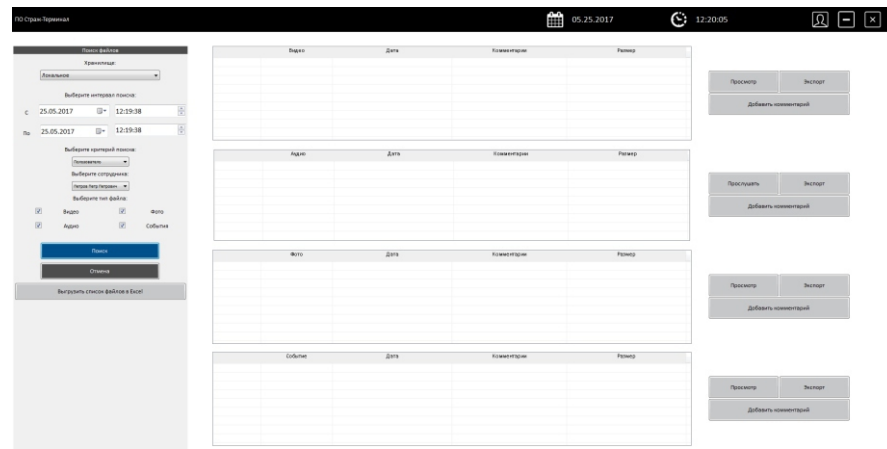 ПО Страж-Терминал 05.25.2017 12:20:05
Поиск файлов
Хранилище:
Локальное
Выберите интервал поиска:
С 25.05.2017 12:19:38
По 25.05.2017 12:19:38
Выберите критерий поиска:
Пользователь
Выберите сотрудника:
Петров Петр Петрович
Выберите тип файла:
Видео Фото
Аудио События
Поиск
Отмена
Выгрузить список файлов в Excel
Видео Дата Комментарии Размер
Просмотр Экспорт
Добавить комментарий
Аудио Дата Комментарии Размер
Прослушать Экспорт
Добавить комментарий
Фото Дата Комментарии Размер
Просмотр Экспорт
Добавить комментарий
События Дата Комментарии Размер
Просмотр Экспорт
Добавить комментарий